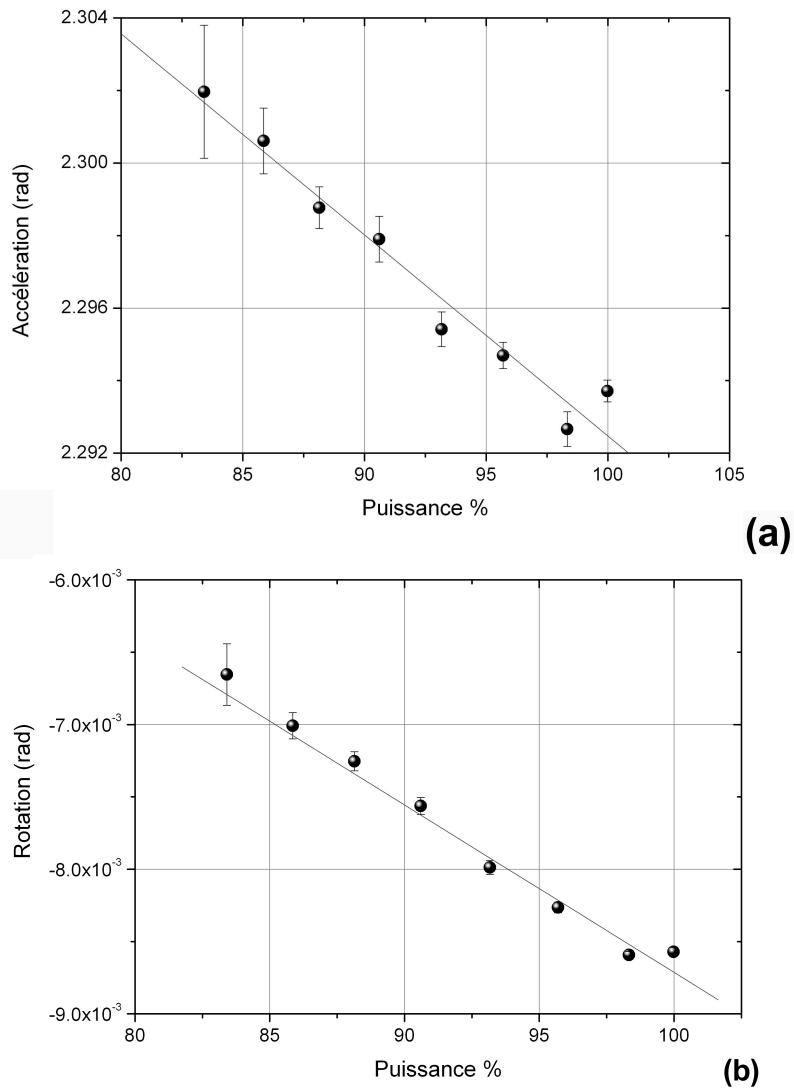 2.304
2.300
2.296
2.292
Accélération (rad)
80 85 90 95 100 105
Puissance %
(a)
-6.0x10⁻³
-7.0x10⁻³
-8.0x10⁻³
-9.0x10⁻³
Rotation (rad)
80 85 90 95 100
Puissance %
(b)